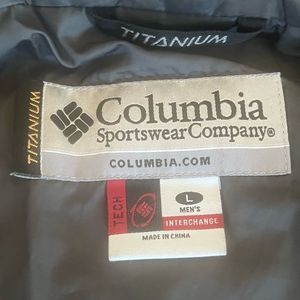 TITANIUM
TITANIUM
Columbia
Sportswear Company®
COLUMBIA.COM
TECH
L
MEN'S
INTERCHANGE
MADE IN CHINA